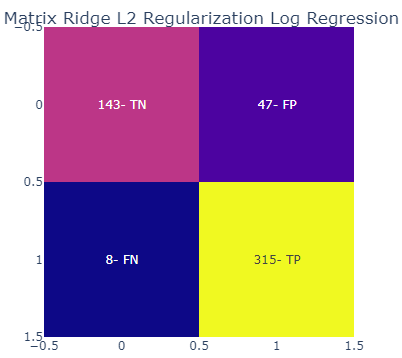 Matrix Ridge L2 Regularization Log Regression
−0.5
0
143- TN
47- FP
0.5
1
8- FN
315- TP
1.5
−0.5
0
0.5
1
1.5